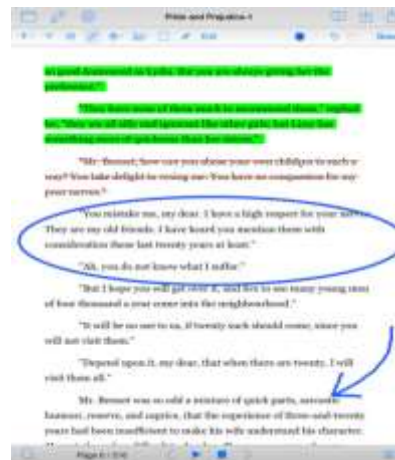 Pride and Prejudice-1
as good-humoured as Lydia. But you are always giving her the
preference."
"They have none of them much to recommend them," replied
he; "they are all silly and ignorant like other girls; but Lizzy has
something more of quickness than her sisters."
"Mr. Bennet, how can you abuse your own children in such a
way? You take delight in vexing me. You have no compassion for my
poor nerves."
"You mistake me, my dear. I have a high respect for your nerves.
They are my old friends. I have heard you mention them with
consideration these last twenty years at least."
"Ah, you do not know what I suffer."
"But I hope you will get over it, and live to see many young men
of four thousand a year come into the neighbourhood."
"It will be no use to us, if twenty such should come, since you
will not visit them."
"Depend upon it, my dear, that when there are twenty, I will
visit them all."
Mr. Bennet was so odd a mixture of quick parts, sarcastic
humour, reserve, and caprice, that the experience of three-and-twenty
years had been insufficient to make his wife understand his character.
Page 6